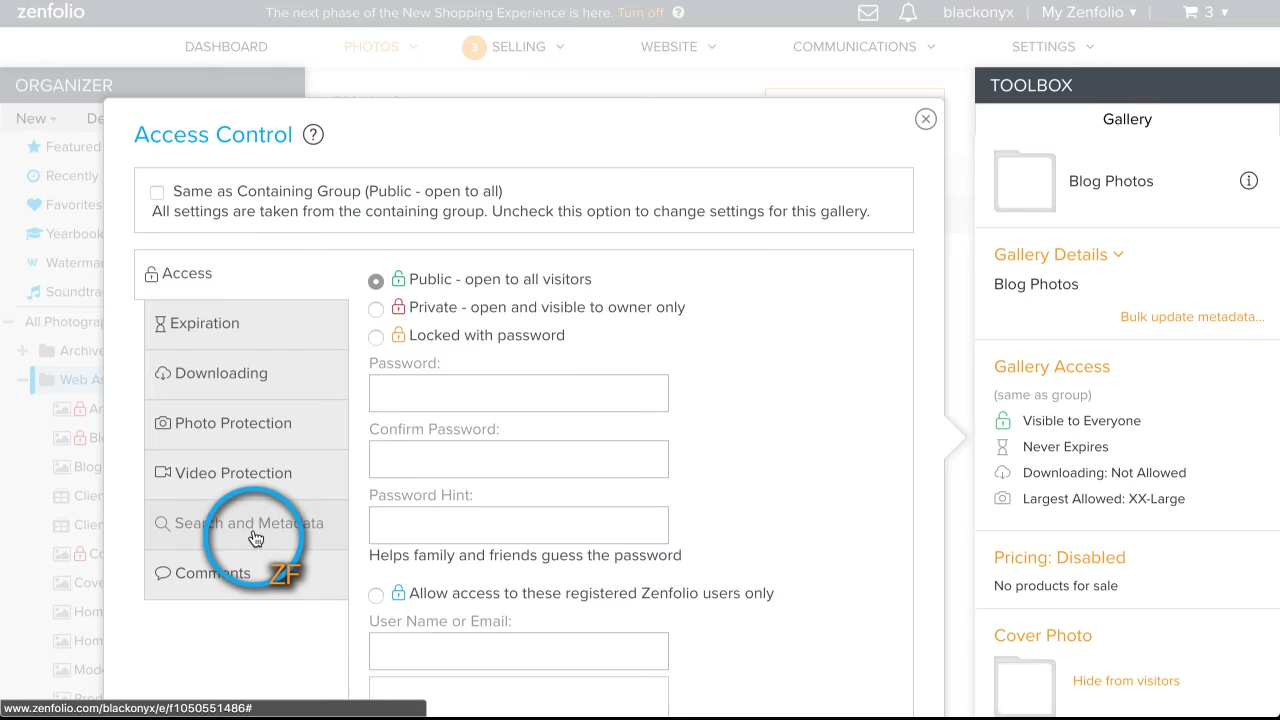 zenfolio
The next phase of the New Shopping Experience is here. Turn off ?
blackonyx
My Zenfolio
3
DASHBOARD
PHOTOS
3 SELLING
WEBSITE
COMMUNICATIONS
SETTINGS
ORGANIZER
New
Featured
Recently
Favorites
Yearbook
Soundtra
All Photogra
Archive
Web As
Blog
Clien
Clien
Cove
Hom
Hom
Mode
Access Control ?
Same as Containing Group (Public - open to all)
All settings are taken from the containing group. Uncheck this option to change settings for this gallery.
Access
Expiration
Downloading
Photo Protection
Video Protection
Search and Metadata
Comments
ZF
Public - open to all visitors
Private - open and visible to owner only
Locked with password
Password:
Confirm Password:
Password Hint:
Helps family and friends guess the password
Allow access to these registered Zenfolio users only
User Name or Email:
TOOLBOX
Gallery
Blog Photos
Gallery Details
Blog Photos
Bulk update metadata...
Gallery Access
(same as group)
Visible to Everyone
Never Expires
Downloading: Not Allowed
Largest Allowed: XX-Large
Pricing: Disabled
No products for sale
Cover Photo
Hide from visitors
www.zenfolio.com/blackonyx/e/f1050551486#